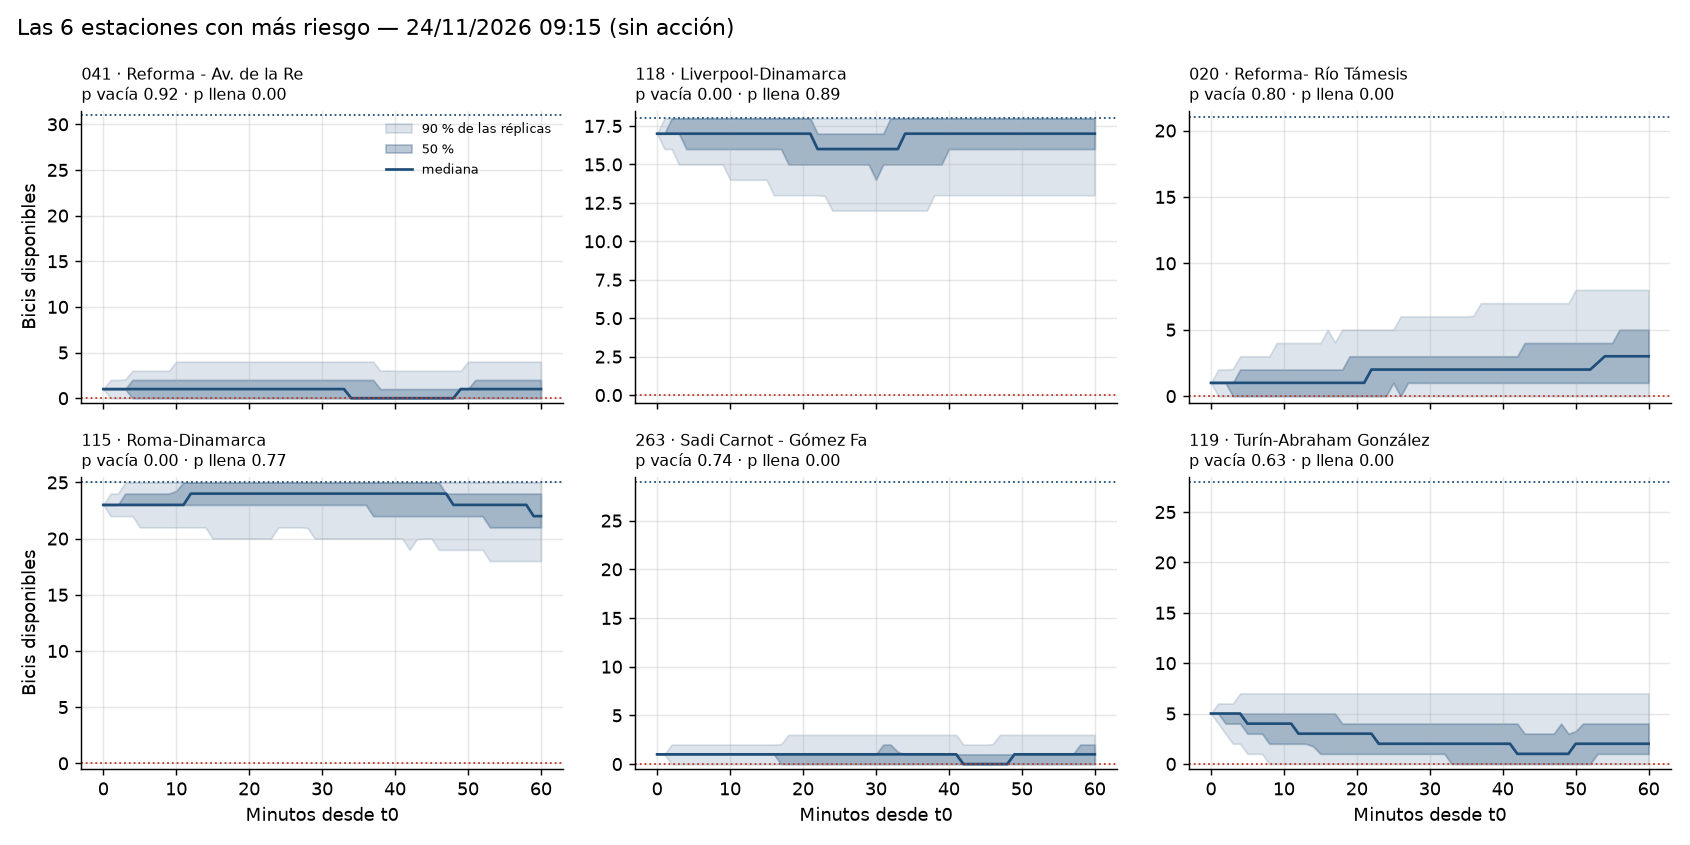 Las 6 estaciones con más riesgo — 24/11/2026 09:15 (sin acción)
041 · Reforma - Av. de la Re
p vacía 0.92 · p llena 0.00
30
25
20
15
10
5
0
Bicis disponibles
90 % de las réplicas
50 %
mediana
118 · Liverpool-Dinamarca
p vacía 0.00 · p llena 0.89
17.5
15.0
12.5
10.0
7.5
5.0
2.5
0.0
020 · Reforma- Río Támesis
p vacía 0.80 · p llena 0.00
20
15
10
5
0
115 · Roma-Dinamarca
p vacía 0.00 · p llena 0.77
25
20
15
10
5
0
Bicis disponibles
0 10 20 30 40 50 60
Minutos desde t0
263 · Sadi Carnot - Gómez Fa
p vacía 0.74 · p llena 0.00
25
20
15
10
5
0
0 10 20 30 40 50 60
Minutos desde t0
119 · Turín-Abraham González
p vacía 0.63 · p llena 0.00
25
20
15
10
5
0
0 10 20 30 40 50 60
Minutos desde t0